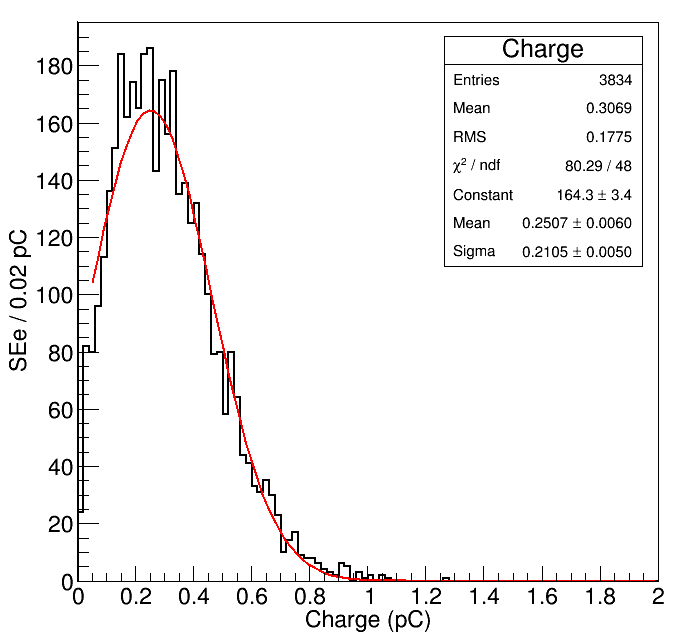 Charge
Entries 3834
Mean 0.3069
RMS 0.1775
χ² / ndf 80.29 / 48
Constant 164.3 ± 3.4
Mean 0.2507 ± 0.0060
Sigma 0.2105 ± 0.0050
SEe / 0.02 pC
180
160
140
120
100
80
60
40
20
0
0 0.2 0.4 0.6 0.8 1 1.2 1.4 1.6 1.8 2
Charge (pC)